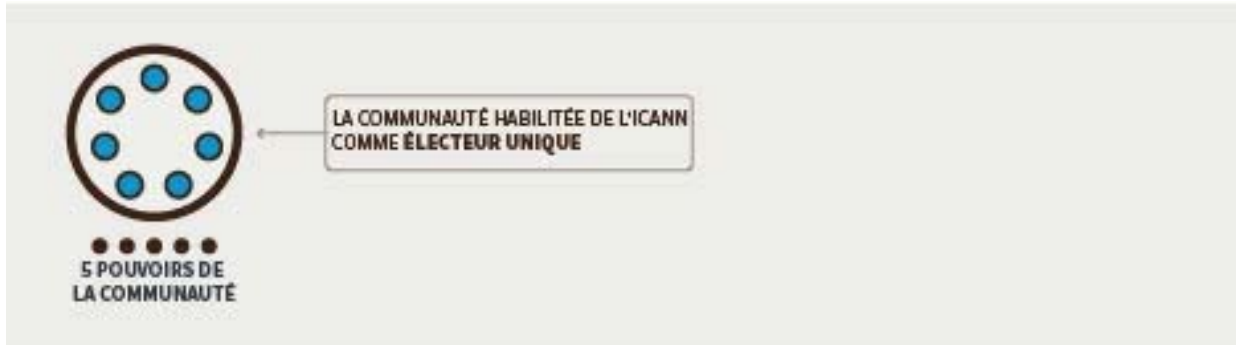 LA COMMUNAUTÉ HABILITÉE DE L'ICANN
COMME ÉLECTEUR UNIQUE
5 POUVOIRS DE
LA COMMUNAUTÉ